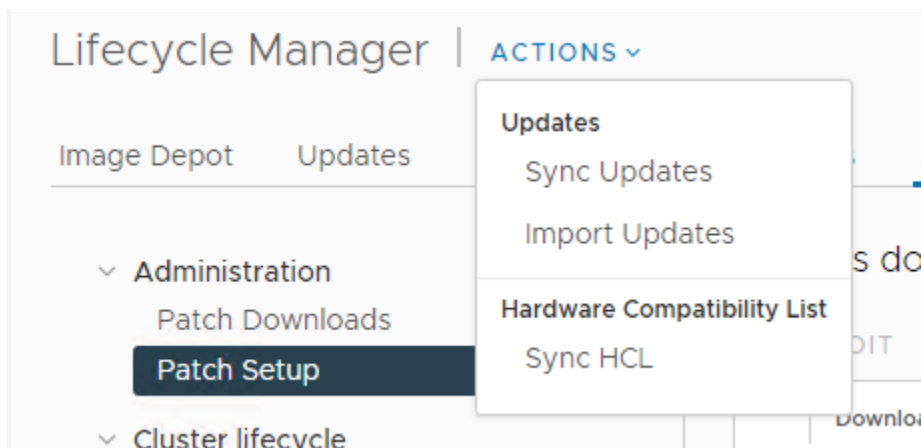 Lifecycle Manager | ACTIONS
Updates
Image Depot Updates
Sync Updates
Import Updates
Administration
Patch Downloads
Hardware Compatibility List
Patch Setup
Sync HCL
Cluster lifecycle